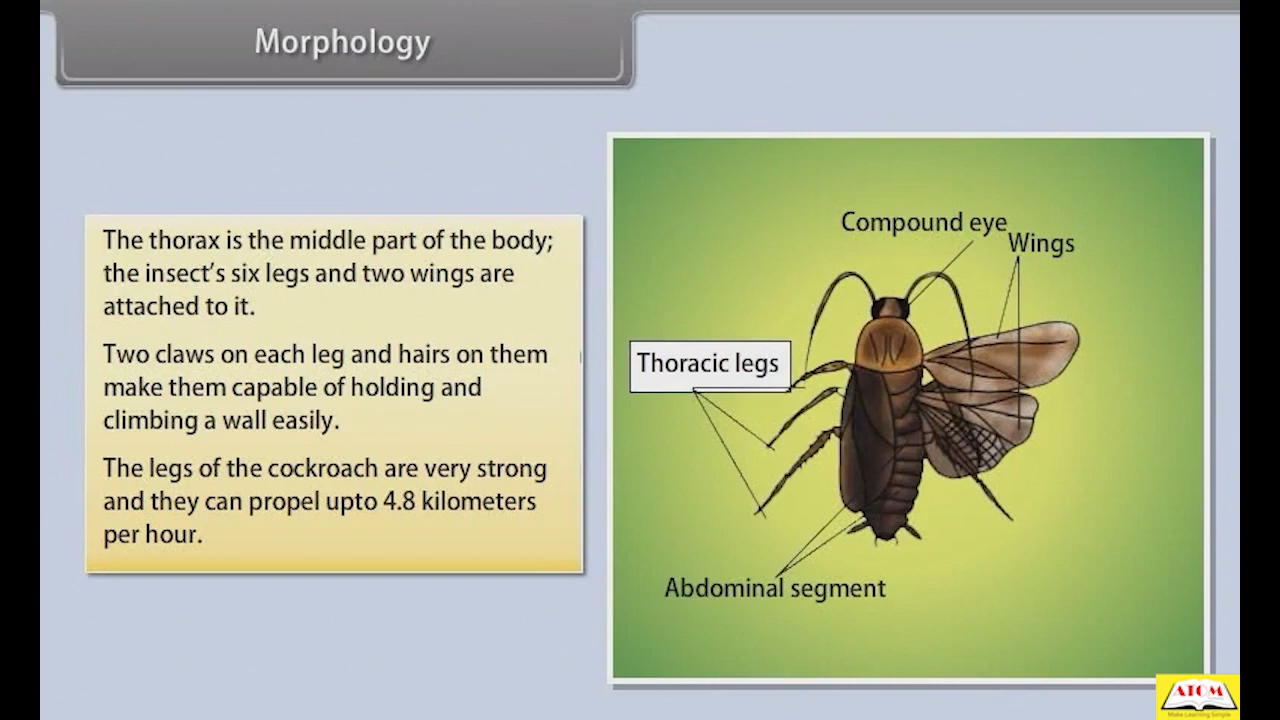 Morphology
The thorax is the middle part of the body;
the insect's six legs and two wings are
attached to it.
Two claws on each leg and hairs on them
make them capable of holding and
climbing a wall easily.
The legs of the cockroach are very strong
and they can propel upto 4.8 kilometers
per hour.
Compound eye
Wings
Thoracic legs
Abdominal segment
ATOM
Make Learning Simple